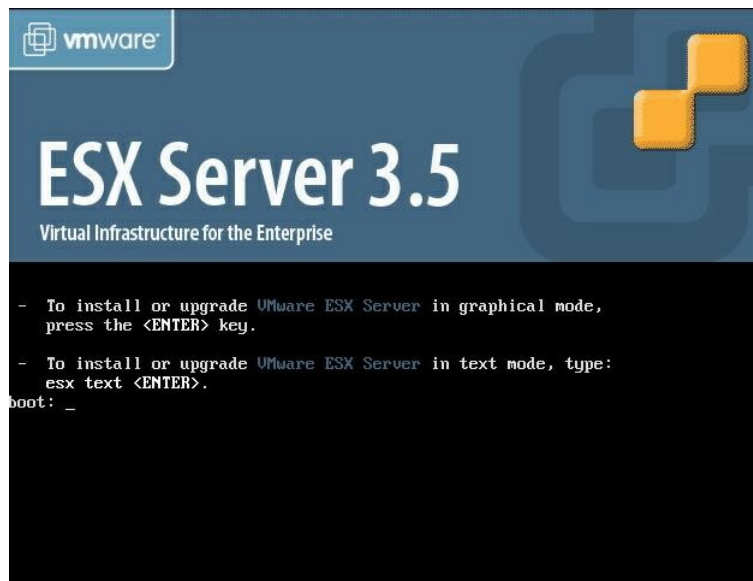 vmware
ESX Server 3.5
Virtual Infrastructure for the Enterprise
- To install or upgrade VMware ESX Server in graphical mode,
press the <ENTER> key.
- To install or upgrade VMware ESX Server in text mode, type:
esx text <ENTER>.
boot: _